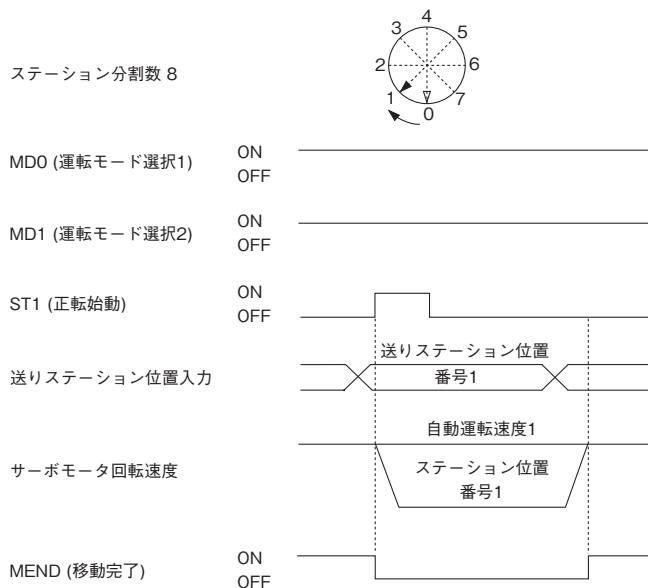 4
3
5
ステーション分割数 8
2
6
1
7
0
MD0 (運転モード選択1)
ON
OFF
MD1 (運転モード選択2)
ON
OFF
ST1 (正転始動)
ON
OFF
送りステーション位置入力
送りステーション位置
番号1
サーボモータ回転速度
自動運転速度1
ステーション位置
番号1
MEND (移動完了)
ON
OFF